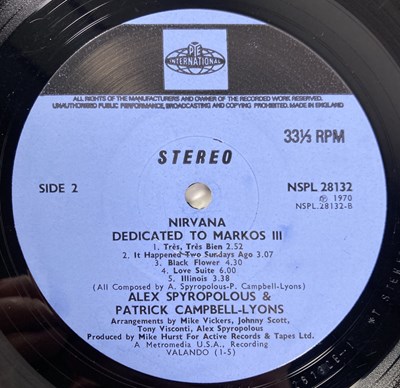 PYE
INTERNATIONAL
ALL RIGHTS OF THE MANUFACTURERS AND OWNER OF THE RECORDED WORK RESERVED.
UNAUTHORISED PUBLIC PERFORMANCE, BROADCASTING AND COPYING PROHIBITED. MADE IN ENGLAND
33⅓ RPM
STEREO
SIDE 2
NSPL 28132
Ⓟ 1970
NSPL.28132-B
NIRVANA
DEDICATED TO MARKOS III
1. Très, Très Bien 2.52
2. It Happened Two Sundays Ago 3.07
3. Black Flower 4.30
4. Love Suite 6.00
5. Illinois 3.38
(All Composed by A. Spyropolous-P. Campbell-Lyons)
ALEX SPYROPOLOUS &
PATRICK CAMPBELL-LYONS
Arrangements by Mike Vickers, Johnny Scott,
Tony Visconti, Alex Spyropolous
Produced by Mike Hurst For Active Records & Tapes Ltd.
A Metromedia U.S.A., Recording
VALANDO (1-5)